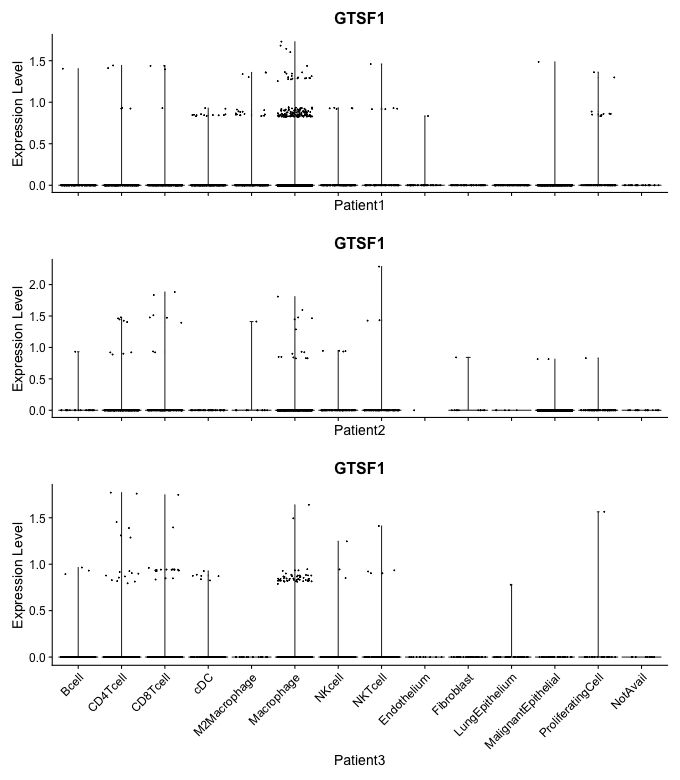 GTSF1
Expression Level
1.5
1.0
0.5
0.0
Patient1
GTSF1
Expression Level
2.0
1.5
1.0
0.5
0.0
Patient2
GTSF1
Expression Level
1.5
1.0
0.5
0.0
Bcell
CD4Tcell
CD8Tcell
cDC
M2Macrophage
Macrophage
NKcell
NKTcell
Endothelium
Fibroblast
LungEpithelium
MalignantEpithelial
ProliferatingCell
NotAvail
Patient3